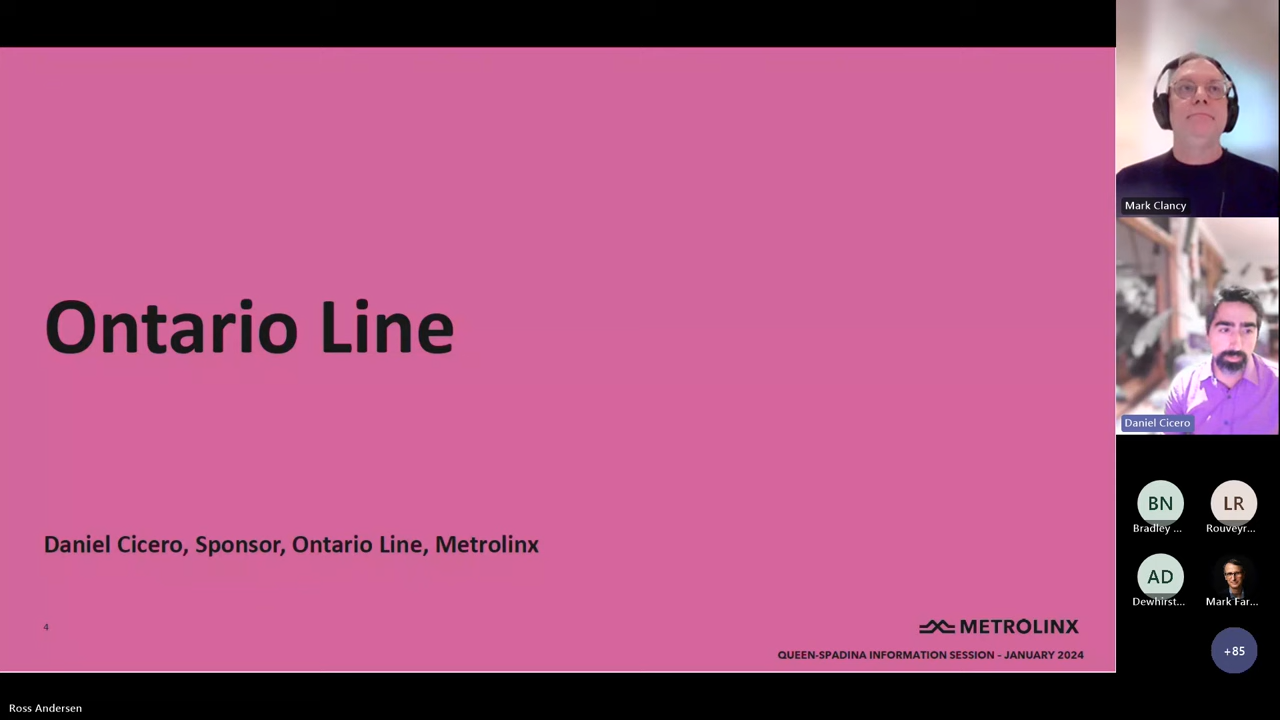 Ontario Line
Daniel Cicero, Sponsor, Ontario Line, Metrolinx
4
METROLINX
QUEEN-SPADINA INFORMATION SESSION – JANUARY 2024
Mark Clancy
Daniel Cicero
BN
Bradley ...
LR
Rouveyr...
AD
Dewhirst...
Mark Far...
+85
Ross Andersen